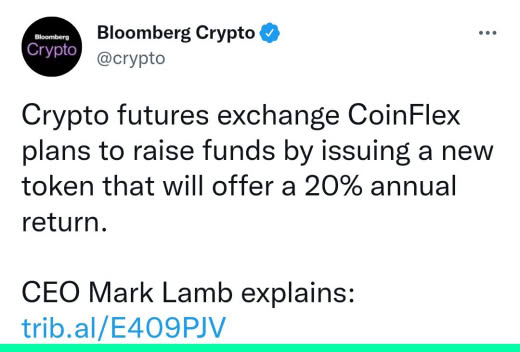 Bloomberg
Crypto
Bloomberg Crypto
@crypto
Crypto futures exchange CoinFlex
plans to raise funds by issuing a new
token that will offer a 20% annual
return.
CEO Mark Lamb explains:
trib.al/E4O9PJV